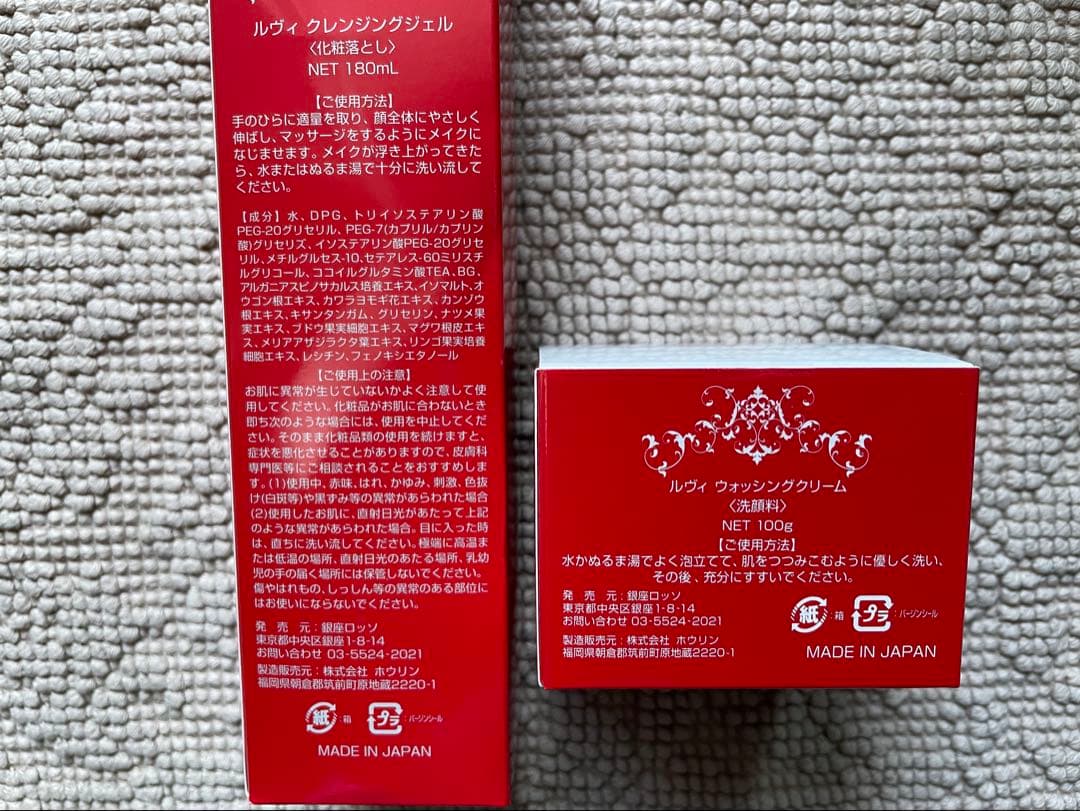 ルヴィ クレンジングジェル
〈化粧落とし〉
NET 180mL
【ご使用方法】
手のひらに適量を取り、顔全体にやさしく
伸ばし、マッサージをするようにメイクに
なじませます。メイクが浮き上がってきた
ら、水またはぬるま湯で十分に洗い流して
ください。
【成分】水、DPG、トリイソステアリン酸
PEG-20グリセリル、PEG-7(カプリル/カプリン
酸)グリセリズ、イソステアリン酸PEG-20グリセ
リル、メチルグルセス-10、セテアレス-60ミリスチ
ルグリコール、ココイルグルタミン酸TEA、BG、
アルガニアスピノサカルス培養エキス、イソマルト、オ
ウゴン根エキス、カワラヨモギ花エキス、カンゾウ
根エキス、キサンタンガム、グリセリン、ナツメ果
実エキス、ブドウ果実細胞エキス、マグワ根皮エキ
ス、メリアアザジラクタ葉エキス、リンゴ果実培養
細胞エキス、レシチン、フェノキシエタノール
【ご使用上の注意】
お肌に異常が生じていないかよく注意して使
用してください。化粧品がお肌に合わないとき
即ち次のような場合には、使用を中止してくだ
さい。そのまま化粧品類の使用を続けますと、
症状を悪化させることがありますので、皮膚科
専門医等にご相談されることをおすすめしま
す。(1)使用中、赤味、はれ、かゆみ、刺激、色抜
け(白斑等)や黒ずみ等の異常があらわれた場合
(2)使用したお肌に、直射日光があたって上記
のような異常があらわれた場合。目に入った時
は、直ちに洗い流してください。極端に高温ま
たは低温の場所、直射日光のあたる場所、乳幼
児の手の届く場所には保管しないでください。
傷やはれもの、しっしん等の異常のある部位に
はお使いにならないでください。
発 売 元:銀座ロッソ
東京都中央区銀座1-8-14
お問い合わせ 03-5524-2021
製造販売元:株式会社 ホウリン
福岡県朝倉郡筑前町原地蔵2220-1
紙:箱 プラ:バージンシール
MADE IN JAPAN
ルヴィ ウォッシングクリーム
〈洗顔料〉
NET 100g
【ご使用方法】
水かぬるま湯でよく泡立てて、肌をつつみこむように優しく洗い、
その後、充分にすすいでください。
発 売 元:銀座ロッソ
東京都中央区銀座1-8-14
お問い合わせ 03-5524-2021
製造販売元:株式会社 ホウリン
福岡県朝倉郡筑前町原地蔵2220-1
紙:箱 プラ:バージンシール
MADE IN JAPAN